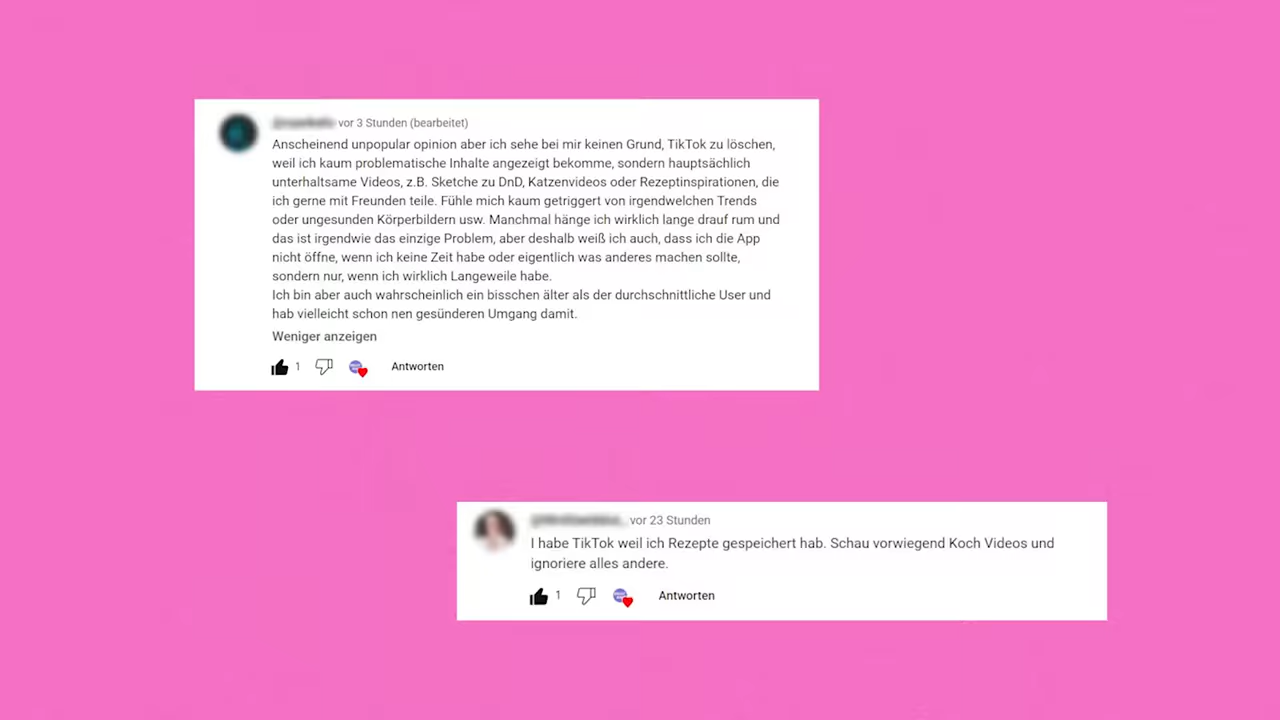 vor 3 Stunden (bearbeitet)
Anscheinend unpopular opinion aber ich sehe bei mir keinen Grund, TikTok zu löschen,
weil ich kaum problematische Inhalte angezeigt bekomme, sondern hauptsächlich
unterhaltsame Videos, z.B. Sketche zu DnD, Katzenvideos oder Rezeptinspirationen, die
ich gerne mit Freunden teile. Fühle mich kaum getriggert von irgendwelchen Trends
oder ungesunden Körperbildern usw. Manchmal hänge ich wirklich lange drauf rum und
das ist irgendwie das einzige Problem, aber deshalb weiß ich auch, dass ich die App
nicht öffne, wenn ich keine Zeit habe oder eigentlich was anderes machen sollte,
sondern nur, wenn ich wirklich Langeweile habe.
Ich bin aber auch wahrscheinlich ein bisschen älter als der durchschnittliche User und
hab vielleicht schon nen gesünderen Umgang damit.
Weniger anzeigen
1 Antworten
vor 23 Stunden
I habe TikTok weil ich Rezepte gespeichert hab. Schau vorwiegend Koch Videos und
ignoriere alles andere.
1 Antworten